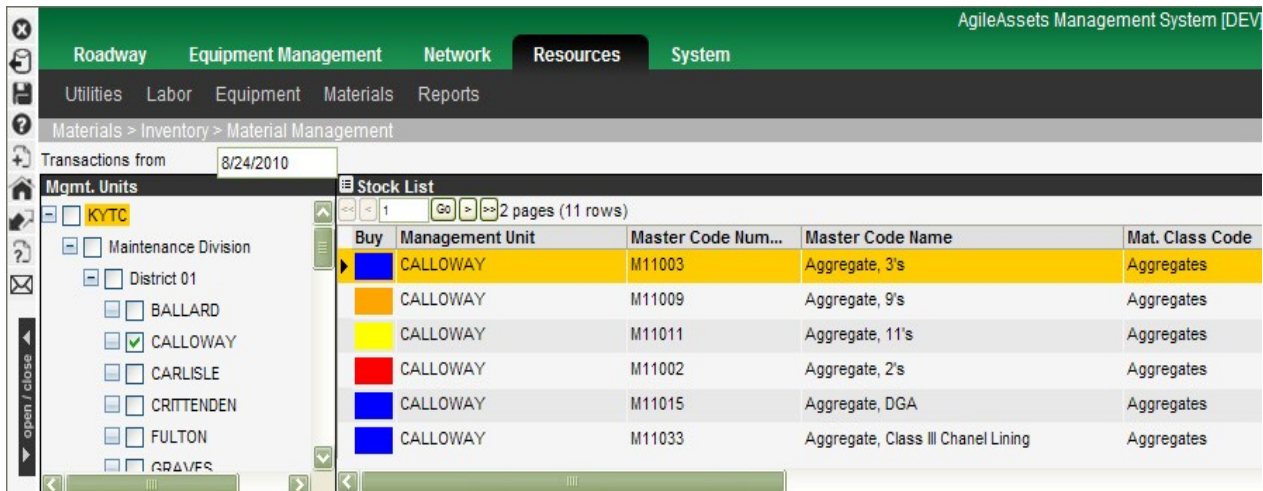 AgileAssets Management System [DEV]
Roadway Equipment Management Network Resources System
Utilities Labor Equipment Materials Reports
Materials > Inventory > Material Management
Transactions from 8/24/2010
Mgmt. Units
KYTC
Maintenance Division
District 01
BALLARD
CALLOWAY
CARLISLE
CRITTENDEN
FULTON
GRAVES
Stock List
<< < 1 Go > >> 2 pages (11 rows)
Buy Management Unit Master Code Num... Master Code Name Mat. Class Code
CALLOWAY M11003 Aggregate, 3's Aggregates
CALLOWAY M11009 Aggregate, 9's Aggregates
CALLOWAY M11011 Aggregate, 11's Aggregates
CALLOWAY M11002 Aggregate, 2's Aggregates
CALLOWAY M11015 Aggregate, DGA Aggregates
CALLOWAY M11033 Aggregate, Class III Chanel Lining Aggregates
open / close